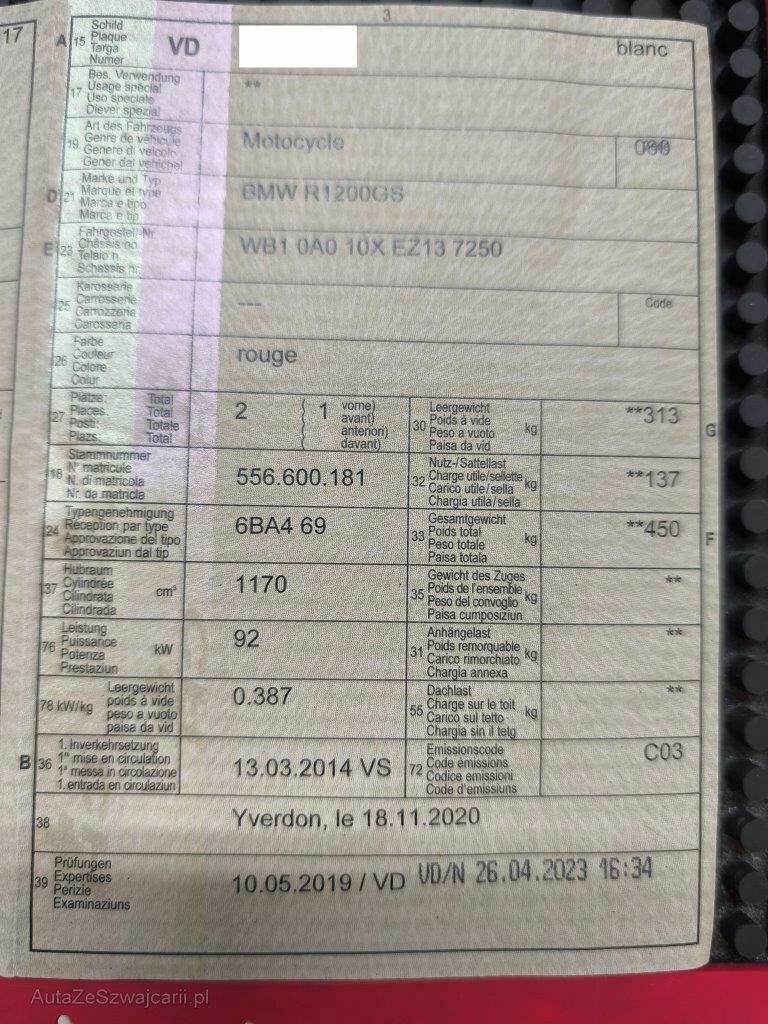 3
17
A 15 Schild
Plaque
Targa
Numer
VD
blanc
17 Bes. Verwendung
Usage spécial
Uso speciale
Diever spezial
**
19 Art des Fahrzeugs
Genre de véhicule
Genere di veicolo
Gener dal vehichel
Motocycle
D 21 Marke und Typ
Marque et type
Marca e tipo
Marca e tip
BMW R1200GS
E 23 Fahrgestell-Nr.
Châssis no
Telaio n.
Schassis nr.
WB1 0A0 10X EZ13 7250
25 Karosserie
Carrosserie
Carrozzeria
Carossaria
---
Code
26 Farbe
Couleur
Colore
Colur
rouge
27 Plätze: Total
Places: Total
Posti: Totale
Plazs: Total
2
( 1 vorne)
( avant)
( anteriori)
( davant)
30 Leergewicht
Poids à vide
Peso a vuoto
Paisa da vid
kg
**313
G
18 Stammnummer
N° matricule
N. di matricola
Nr. da matricla
556.600.181
32 Nutz-/Sattellast
Charge utile/sellette
Carico utile/sella
Chargia utila/sella
kg
**137
24 Typengenehmigung
Réception par type
Approvazione del tipo
Approvaziun dal tip
6BA4 69
33 Gesamtgewicht
Poids total
Peso totale
Paisa totala
kg
**450
F
37 Hubraum
Cylindrée
Cilindrata
Cilindrada
cm³
1170
35 Gewicht des Zuges
Poids de l'ensemble
Peso del convoglio
Paisa cumposiziun
kg
**
76 Leistung
Puissance
Potenza
Prestaziun
kW
92
31 Anhängelast
Poids remorquable
Carico rimorchiato
Chargia annexa
kg
**
78 kW/kg
Leergewicht
poids à vide
peso a vuoto
paisa da vid
0.387
55 Dachlast
Charge sur le toit
Carico sul tetto
Chargia sin il tetg
kg
**
B 36 1. Inverkehrsetzung
1re mise en circulation
1a messa in circolazione
1. entrada en circulaziun
13.03.2014 VS
72 Emissionscode
Code émissions
Codice emissioni
Code d'emissiuns
C03
38
Yverdon, le 18.11.2020
39 Prüfungen
Expertises
Perizie
Examinaziuns
10.05.2019 / VD
VD/N 26.04.2023 16:34
AutaZeSzwajcarii.pl